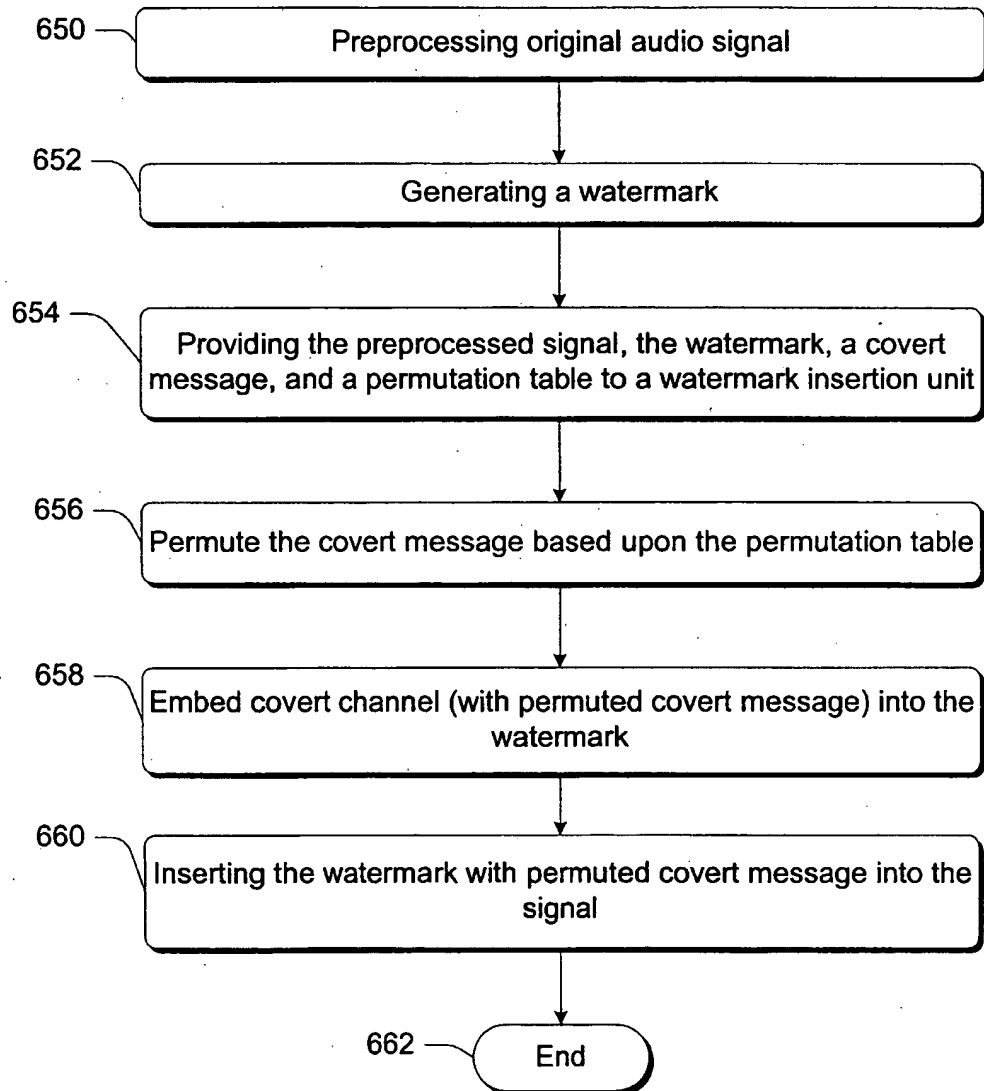 650
Preprocessing original audio signal
652
Generating a watermark
654
Providing the preprocessed signal, the watermark, a covert
message, and a permutation table to a watermark insertion unit
656
Permute the covert message based upon the permutation table
658
Embed covert channel (with permuted covert message) into the
watermark
660
Inserting the watermark with permuted covert message into the
signal
662
End